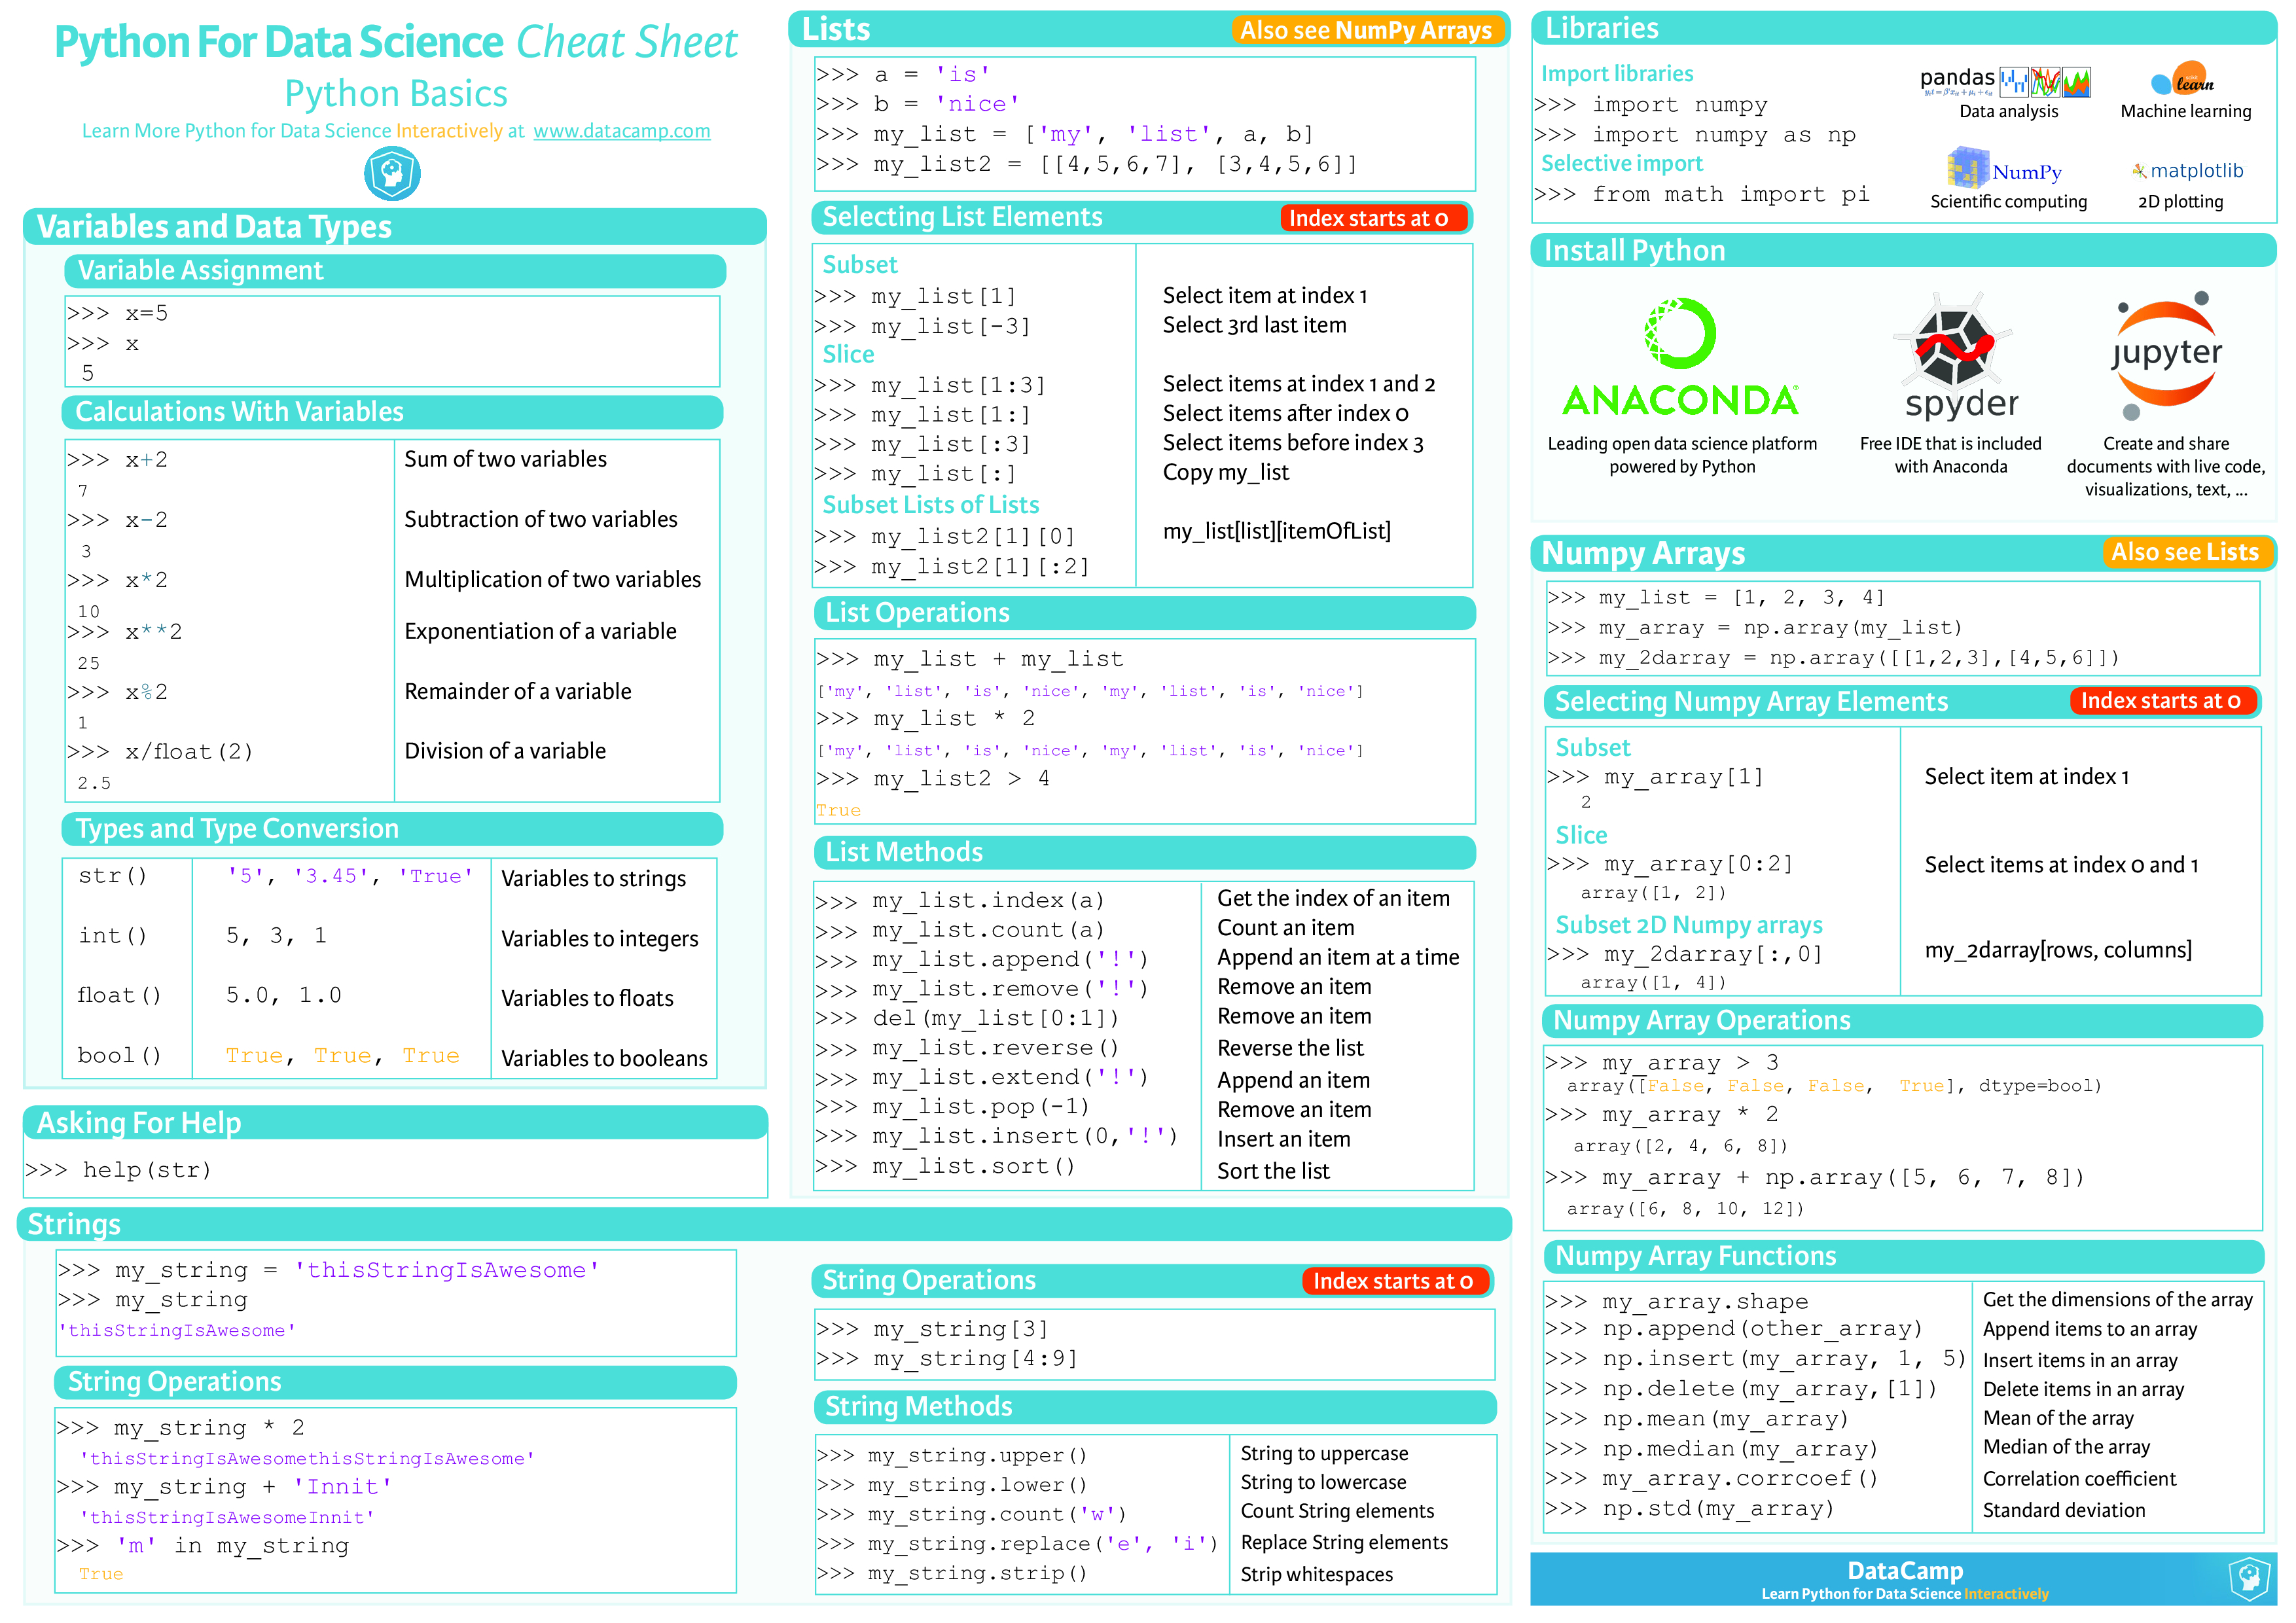 Python For Data Science Cheat Sheet
Python Basics
Learn More Python for Data Science Interactively at www.datacamp.com
Variables and Data Types
Variable Assignment
>>> x=5
>>> x
5
Calculations With Variables
>>> x+2 Sum of two variables
7
>>> x-2 Subtraction of two variables
3
>>> x*2 Multiplication of two variables
10
>>> x**2 Exponentiation of a variable
25
>>> x%2 Remainder of a variable
1
>>> x/float(2) Division of a variable
2.5
Types and Type Conversion
str() '5', '3.45', 'True' Variables to strings
int() 5, 3, 1 Variables to integers
float() 5.0, 1.0 Variables to floats
bool() True, True, True Variables to booleans
Asking For Help
>>> help(str)
Lists Also see NumPy Arrays
>>> a = 'is'
>>> b = 'nice'
>>> my_list = ['my', 'list', a, b]
>>> my_list2 = [[4,5,6,7], [3,4,5,6]]
Selecting List Elements Index starts at 0
Subset
>>> my_list[1] Select item at index 1
>>> my_list[-3] Select 3rd last item
Slice
>>> my_list[1:3] Select items at index 1 and 2
>>> my_list[1:] Select items after index 0
>>> my_list[:3] Select items before index 3
>>> my_list[:] Copy my_list
Subset Lists of Lists
>>> my_list2[1][0] my_list[list][itemOfList]
>>> my_list2[1][:2]
List Operations
>>> my_list + my_list
['my', 'list', 'is', 'nice', 'my', 'list', 'is', 'nice']
>>> my_list * 2
['my', 'list', 'is', 'nice', 'my', 'list', 'is', 'nice']
>>> my_list2 > 4
True
List Methods
>>> my_list.index(a) Get the index of an item
>>> my_list.count(a) Count an item
>>> my_list.append('!') Append an item at a time
>>> my_list.remove('!') Remove an item
>>> del(my_list[0:1]) Remove an item
>>> my_list.reverse() Reverse the list
>>> my_list.extend('!') Append an item
>>> my_list.pop(-1) Remove an item
>>> my_list.insert(0,'!') Insert an item
>>> my_list.sort() Sort the list
Strings
>>> my_string = 'thisStringIsAwesome'
>>> my_string
'thisStringIsAwesome'
String Operations
>>> my_string * 2
'thisStringIsAwesomethisStringIsAwesome'
>>> my_string + 'Innit'
'thisStringIsAwesomeInnit'
>>> 'm' in my_string
True
String Operations Index starts at 0
>>> my_string[3]
>>> my_string[4:9]
String Methods
>>> my_string.upper() String to uppercase
>>> my_string.lower() String to lowercase
>>> my_string.count('w') Count String elements
>>> my_string.replace('e', 'i') Replace String elements
>>> my_string.strip() Strip whitespaces
Libraries
Import libraries
>>> import numpy
>>> import numpy as np
Selective import
>>> from math import pi
pandas
Data analysis
scikit
learn
Machine learning
NumPy
Scientific computing
matplotlib
2D plotting
Install Python
ANACONDA®
Leading open data science platform
powered by Python
spyder
Free IDE that is included
with Anaconda
jupyter
Create and share
documents with live code,
visualizations, text, ...
Numpy Arrays Also see Lists
>>> my_list = [1, 2, 3, 4]
>>> my_array = np.array(my_list)
>>> my_2darray = np.array([[1,2,3],[4,5,6]])
Selecting Numpy Array Elements Index starts at 0
Subset
>>> my_array[1] Select item at index 1
2
Slice
>>> my_array[0:2] Select items at index 0 and 1
array([1, 2])
Subset 2D Numpy arrays
>>> my_2darray[:,0] my_2darray[rows, columns]
array([1, 4])
Numpy Array Operations
>>> my_array > 3
array([False, False, False, True], dtype=bool)
>>> my_array * 2
array([2, 4, 6, 8])
>>> my_array + np.array([5, 6, 7, 8])
array([6, 8, 10, 12])
Numpy Array Functions
>>> my_array.shape Get the dimensions of the array
>>> np.append(other_array) Append items to an array
>>> np.insert(my_array, 1, 5) Insert items in an array
>>> np.delete(my_array,[1]) Delete items in an array
>>> np.mean(my_array) Mean of the array
>>> np.median(my_array) Median of the array
>>> my_array.corrcoef() Correlation coefficient
>>> np.std(my_array) Standard deviation
DataCamp
Learn Python for Data Science Interactively